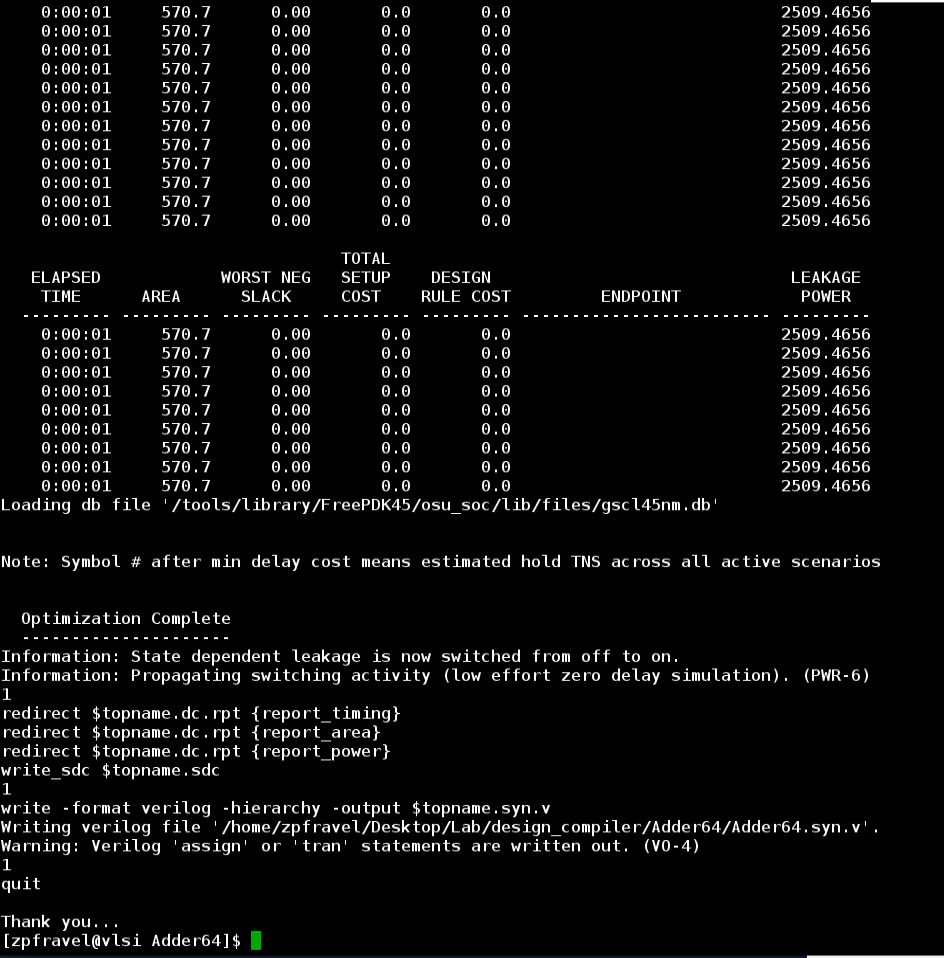 0:00:01 570.7 0.00 0.0 0.0 2509.4656
0:00:01 570.7 0.00 0.0 0.0 2509.4656
0:00:01 570.7 0.00 0.0 0.0 2509.4656
0:00:01 570.7 0.00 0.0 0.0 2509.4656
0:00:01 570.7 0.00 0.0 0.0 2509.4656
0:00:01 570.7 0.00 0.0 0.0 2509.4656
0:00:01 570.7 0.00 0.0 0.0 2509.4656
0:00:01 570.7 0.00 0.0 0.0 2509.4656
0:00:01 570.7 0.00 0.0 0.0 2509.4656
0:00:01 570.7 0.00 0.0 0.0 2509.4656
0:00:01 570.7 0.00 0.0 0.0 2509.4656
0:00:01 570.7 0.00 0.0 0.0 2509.4656
TOTAL
ELAPSED WORST NEG SETUP DESIGN LEAKAGE
TIME AREA SLACK COST RULE COST ENDPOINT POWER
--------- --------- --------- --------- --------- ------------------------- ---------
0:00:01 570.7 0.00 0.0 0.0 2509.4656
0:00:01 570.7 0.00 0.0 0.0 2509.4656
0:00:01 570.7 0.00 0.0 0.0 2509.4656
0:00:01 570.7 0.00 0.0 0.0 2509.4656
0:00:01 570.7 0.00 0.0 0.0 2509.4656
0:00:01 570.7 0.00 0.0 0.0 2509.4656
0:00:01 570.7 0.00 0.0 0.0 2509.4656
0:00:01 570.7 0.00 0.0 0.0 2509.4656
0:00:01 570.7 0.00 0.0 0.0 2509.4656
Loading db file '/tools/library/FreePDK45/osu_soc/lib/files/gscl45nm.db'
Note: Symbol # after min delay cost means estimated hold TNS across all active scenarios
Optimization Complete
---------------------
Information: State dependent leakage is now switched from off to on.
Information: Propagating switching activity (low effort zero delay simulation). (PWR-6)
1
redirect $topname.dc.rpt {report_timing}
redirect $topname.dc.rpt {report_area}
redirect $topname.dc.rpt {report_power}
write_sdc $topname.sdc
1
write -format verilog -hierarchy -output $topname.syn.v
Writing verilog file '/home/zpfravel/Desktop/Lab/design_compiler/Adder64/Adder64.syn.v'.
Warning: Verilog 'assign' or 'tran' statements are written out. (VO-4)
1
quit
Thank you...
[zpfravel@vlsi Adder64]$